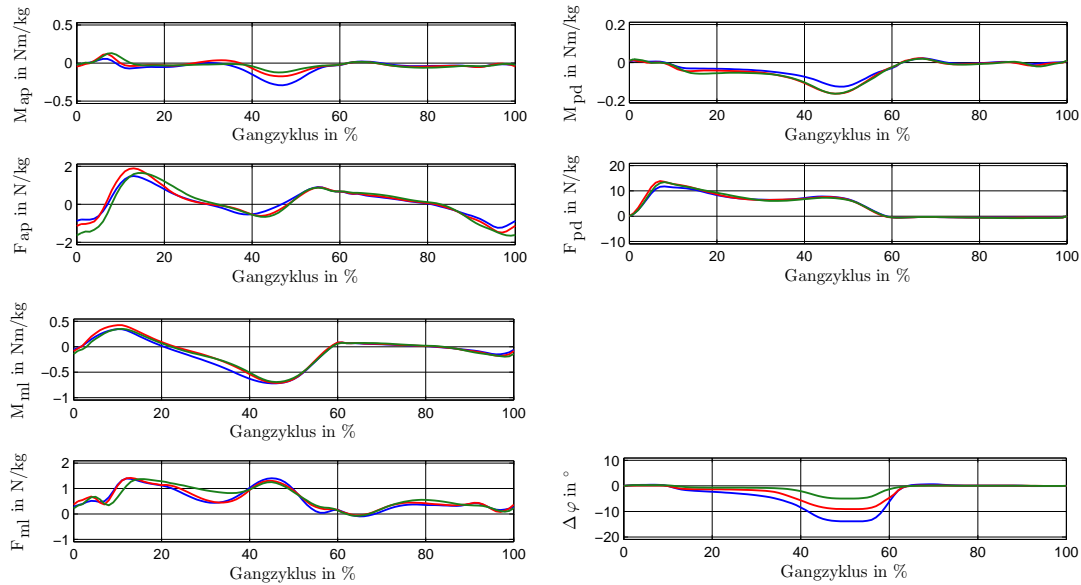 M_ap in Nm/kg
0.5
0
−0.5
0 20 40 60 80 100
Gangzyklus in %
M_pd in Nm/kg
0.2
0
−0.2
0 20 40 60 80 100
Gangzyklus in %
F_ap in N/kg
2
0
−2
0 20 40 60 80 100
Gangzyklus in %
F_pd in N/kg
20
10
0
−10
0 20 40 60 80 100
Gangzyklus in %
M_ml in Nm/kg
0.5
0
−0.5
−1
0 20 40 60 80 100
Gangzyklus in %
F_ml in N/kg
2
1
0
−1
0 20 40 60 80 100
Gangzyklus in %
Δφ in °
10
0
−10
−20
0 20 40 60 80 100
Gangzyklus in %